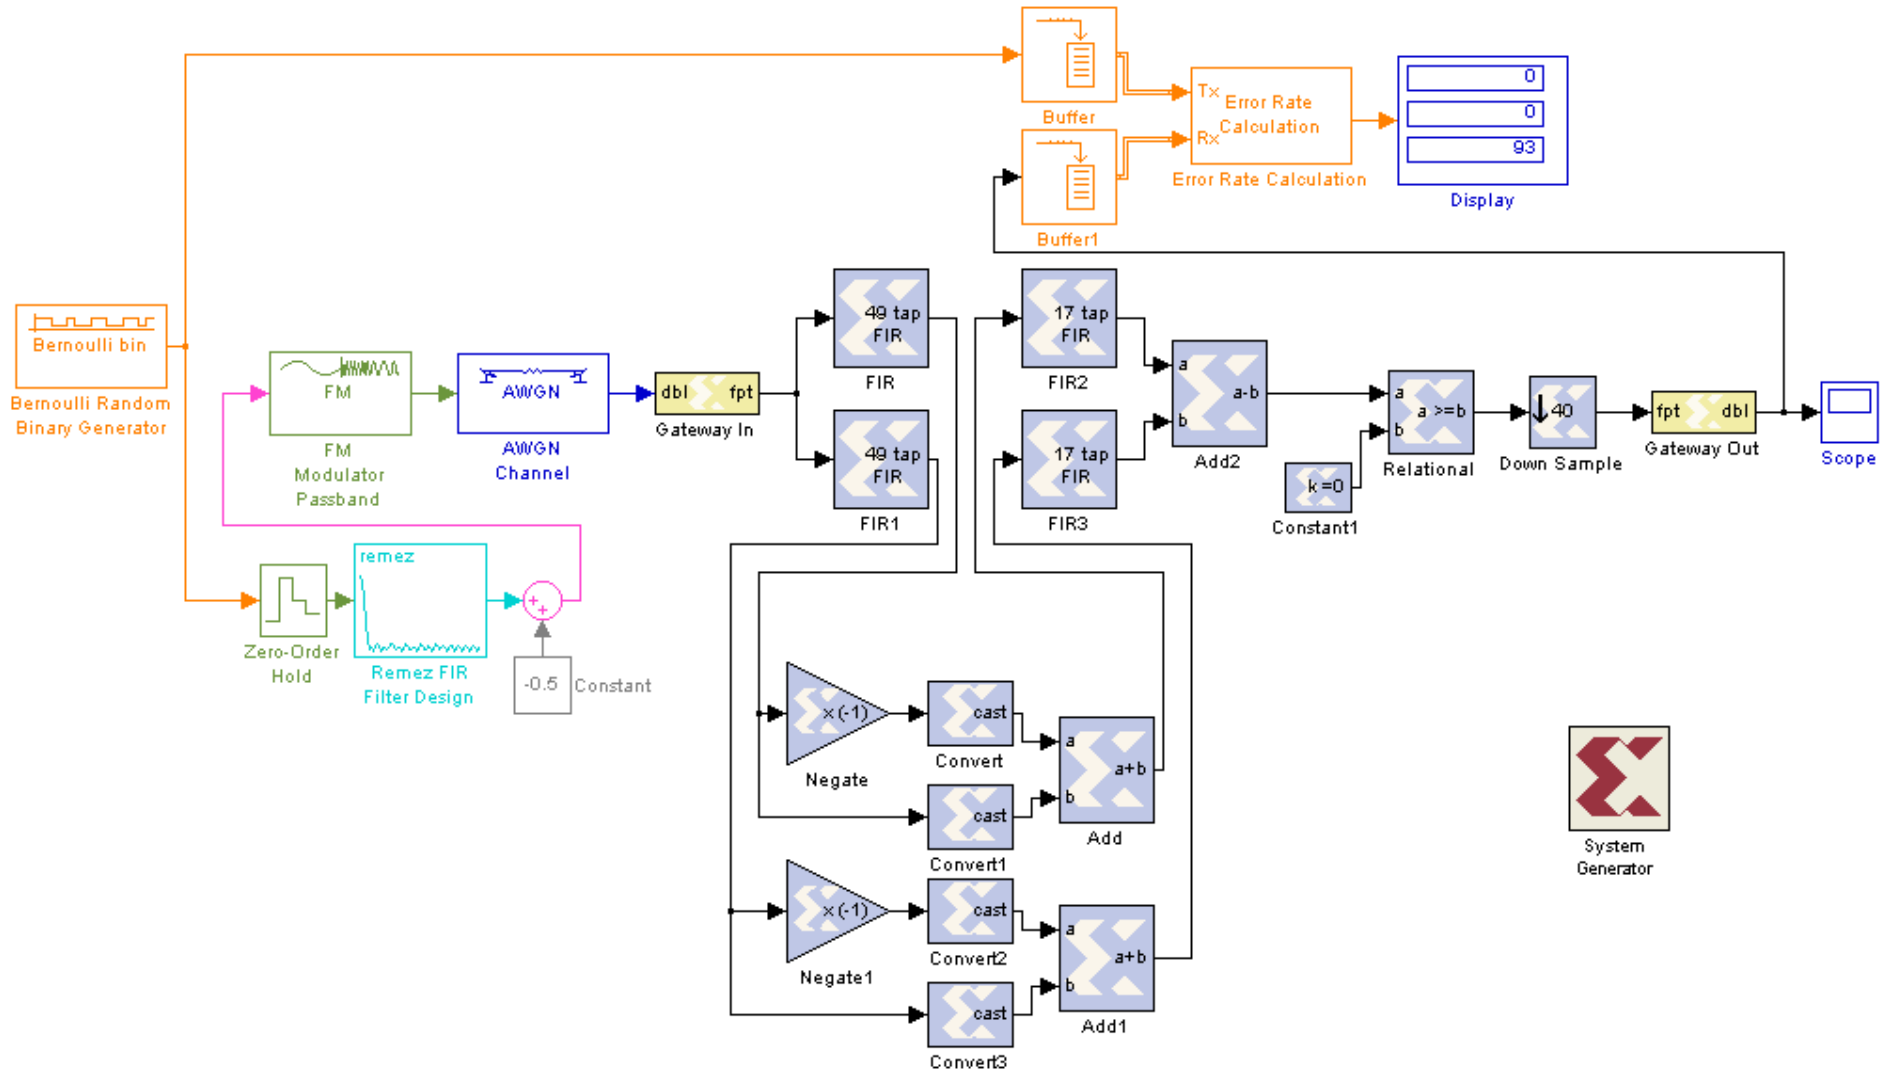 Buffer
Tx
Rx
Error Rate
Calculation
Error Rate Calculation
0
0
93
Display
Buffer1
Bernoulli bin
Bernoulli Random
Binary Generator
FM
FM
Modulator
Passband
AWGN
AWGN
Channel
dbl fpt
Gateway In
49 tap
FIR
FIR
49 tap
FIR
FIR1
17 tap
FIR
FIR2
17 tap
FIR
FIR3
a
b
a-b
Add2
k =0
Constant1
a
b
a >=b
Relational
40
Down Sample
fpt dbl
Gateway Out
Scope
Zero-Order
Hold
remez
Remez FIR
Filter Design
+
+
-0.5
Constant
x (-1)
Negate
cast
Convert
cast
Convert1
a
b
a+b
Add
x (-1)
Negate1
cast
Convert2
cast
Convert3
a
b
a+b
Add1
System
Generator